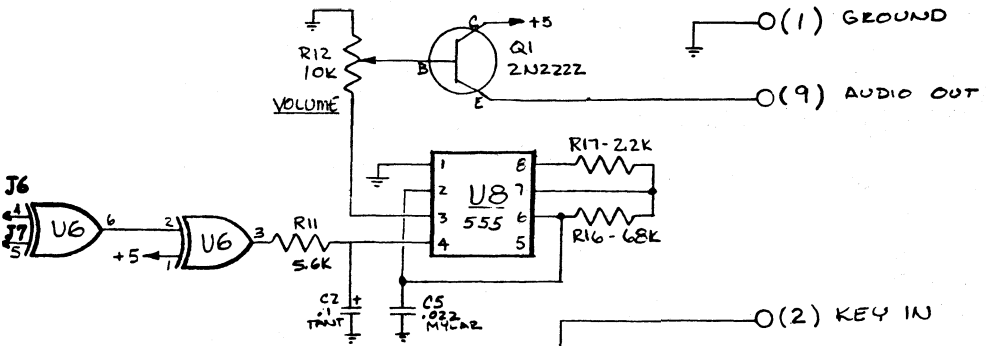 C
+5
(1) GROUND
R12
10K
B
Q1
2N2222
VOLUME
E
(9) AUDIO OUT
R17-2.2K
1
8
J6
2
U8
7
4
U6
6
2
U6
3
R11
3
555
6
J7
5
+5
1
5.6K
4
5
R16-68K
C2
.1
TANT
+
C5
.022
MYLAR
(2) KEY IN